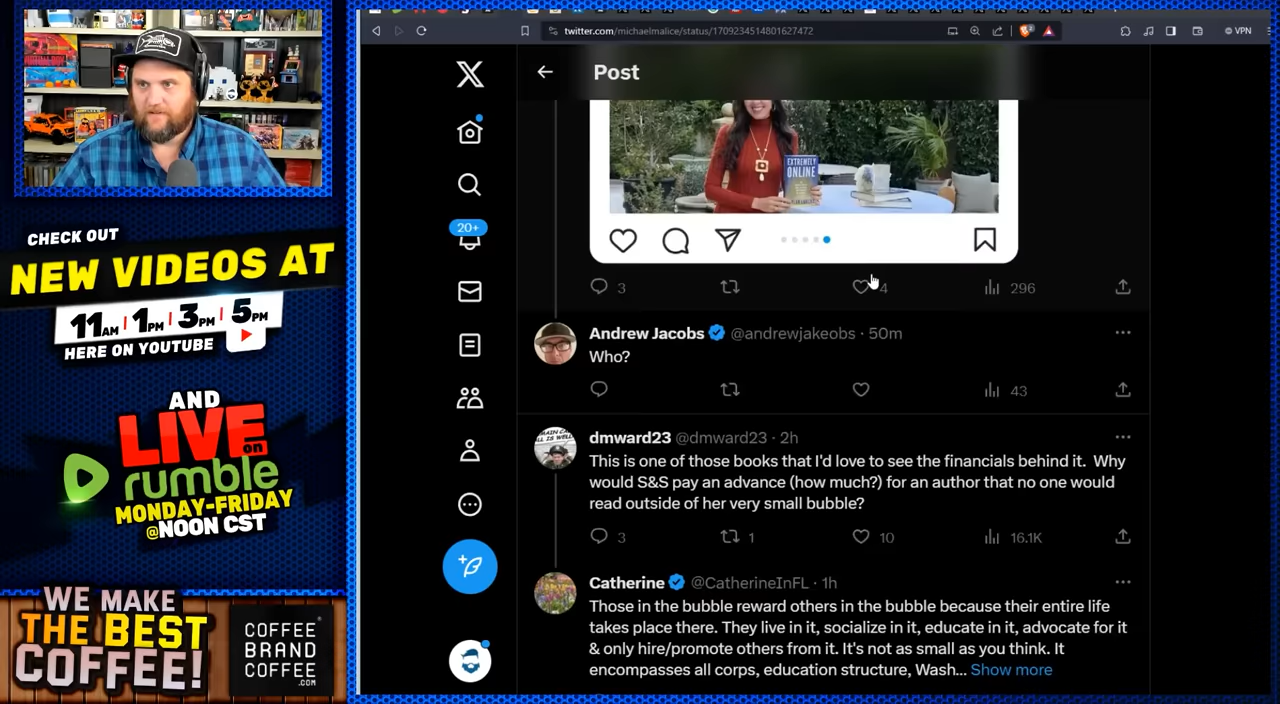 CHECK OUT
NEW VIDEOS AT
11AM | 1PM | 3PM | 5PM
HERE ON YOUTUBE
AND
LIVE on
rumble
MONDAY-FRIDAY
@NOON CST
WE MAKE
THE BEST
COFFEE!
COFFEE
BRAND
COFFEE
.COM
twitter.com/michaelmalice/status/1709234514801627472
VPN
Post
EXTREMELY
ONLINE
3
4
296
20+
Andrew Jacobs @andrewjakeobs · 50m
Who?
43
dmward23 @dmward23 · 2h
This is one of those books that I'd love to see the financials behind it. Why
would S&S pay an advance (how much?) for an author that no one would
read outside of her very small bubble?
3
1
10
16.1K
Catherine @CatherineInFL · 1h
Those in the bubble reward others in the bubble because their entire life
takes place there. They live in it, socialize in it, educate in it, advocate for it
& only hire/promote others from it. It's not as small as you think. It
encompasses all corps, education structure, Wash... Show more